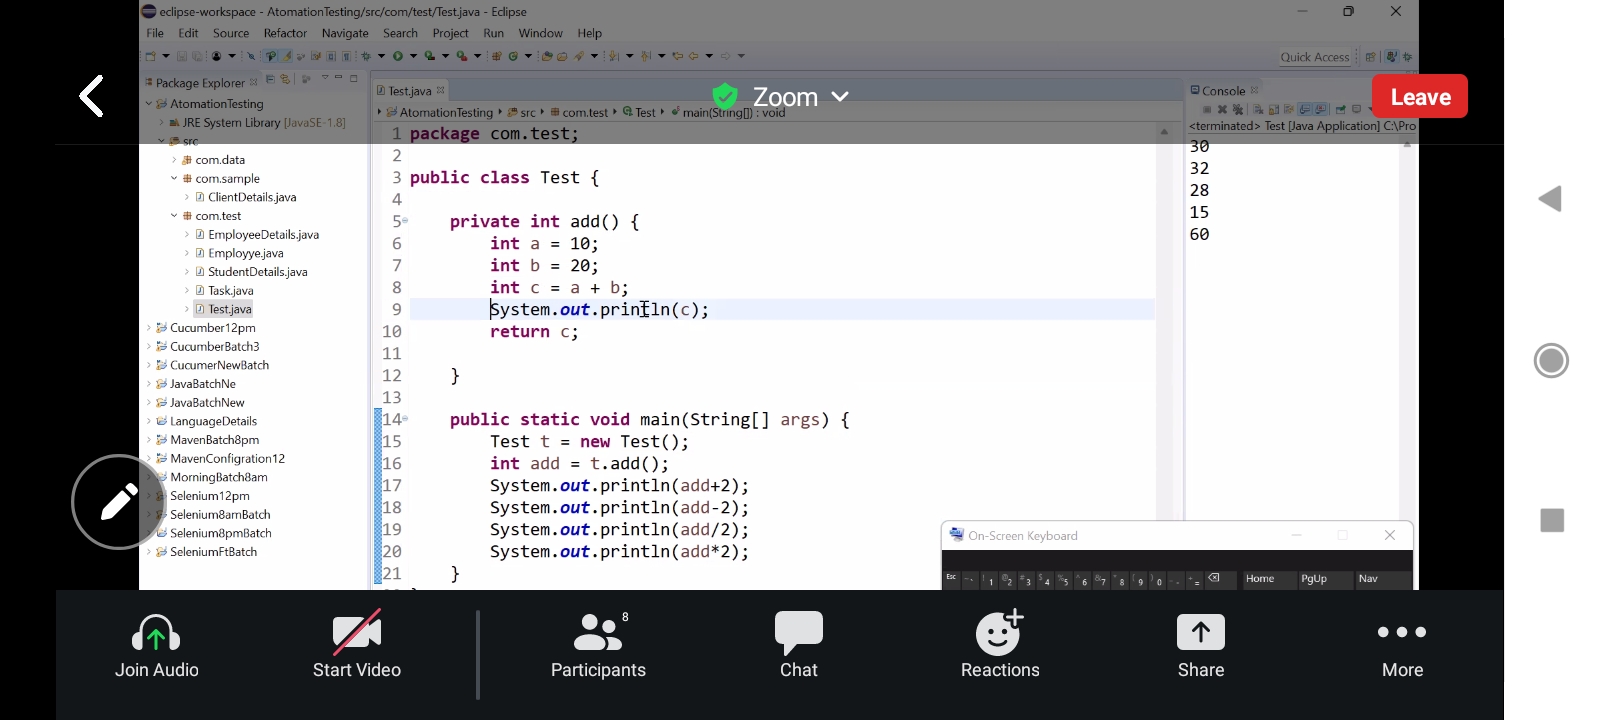 eclipse-workspace - AtomationTesting/src/com/test/Test.java - Eclipse
File Edit Source Refactor Navigate Search Project Run Window Help
Quick Access
Package Explorer
Test.java
Zoom
Console
Leave
AtomationTesting
AtomationTesting src com.test Test main(String[]) : void
<terminated> Test [Java Application] C:\Pro
JRE System Library [JavaSE-1.8]
src
com.data
com.sample
ClientDetails.java
com.test
EmployeeDetails.java
Employye.java
StudentDetails.java
Task.java
Test.java
Cucumber12pm
CucumberBatch3
CucumerNewBatch
JavaBatchNe
JavaBatchNew
LanguageDetails
MavenBatch8pm
MavenConfigration12
MorningBatch8am
Selenium12pm
Selenium8amBatch
Selenium8pmBatch
SeleniumFtBatch
1 package com.test;
2
3 public class Test {
4
5 private int add() {
6 int a = 10;
7 int b = 20;
8 int c = a + b;
9 System.out.println(c);
10 return c;
11
12 }
13
14 public static void main(String[] args) {
15 Test t = new Test();
16 int add = t.add();
17 System.out.println(add+2);
18 System.out.println(add-2);
19 System.out.println(add/2);
20 System.out.println(add*2);
21 }
30
32
28
15
60
On-Screen Keyboard
Esc 1 2 3 4 5 6 7 8 9 0 Home PgUp Nav
Join Audio
Start Video
8
Participants
Chat
Reactions
Share
More